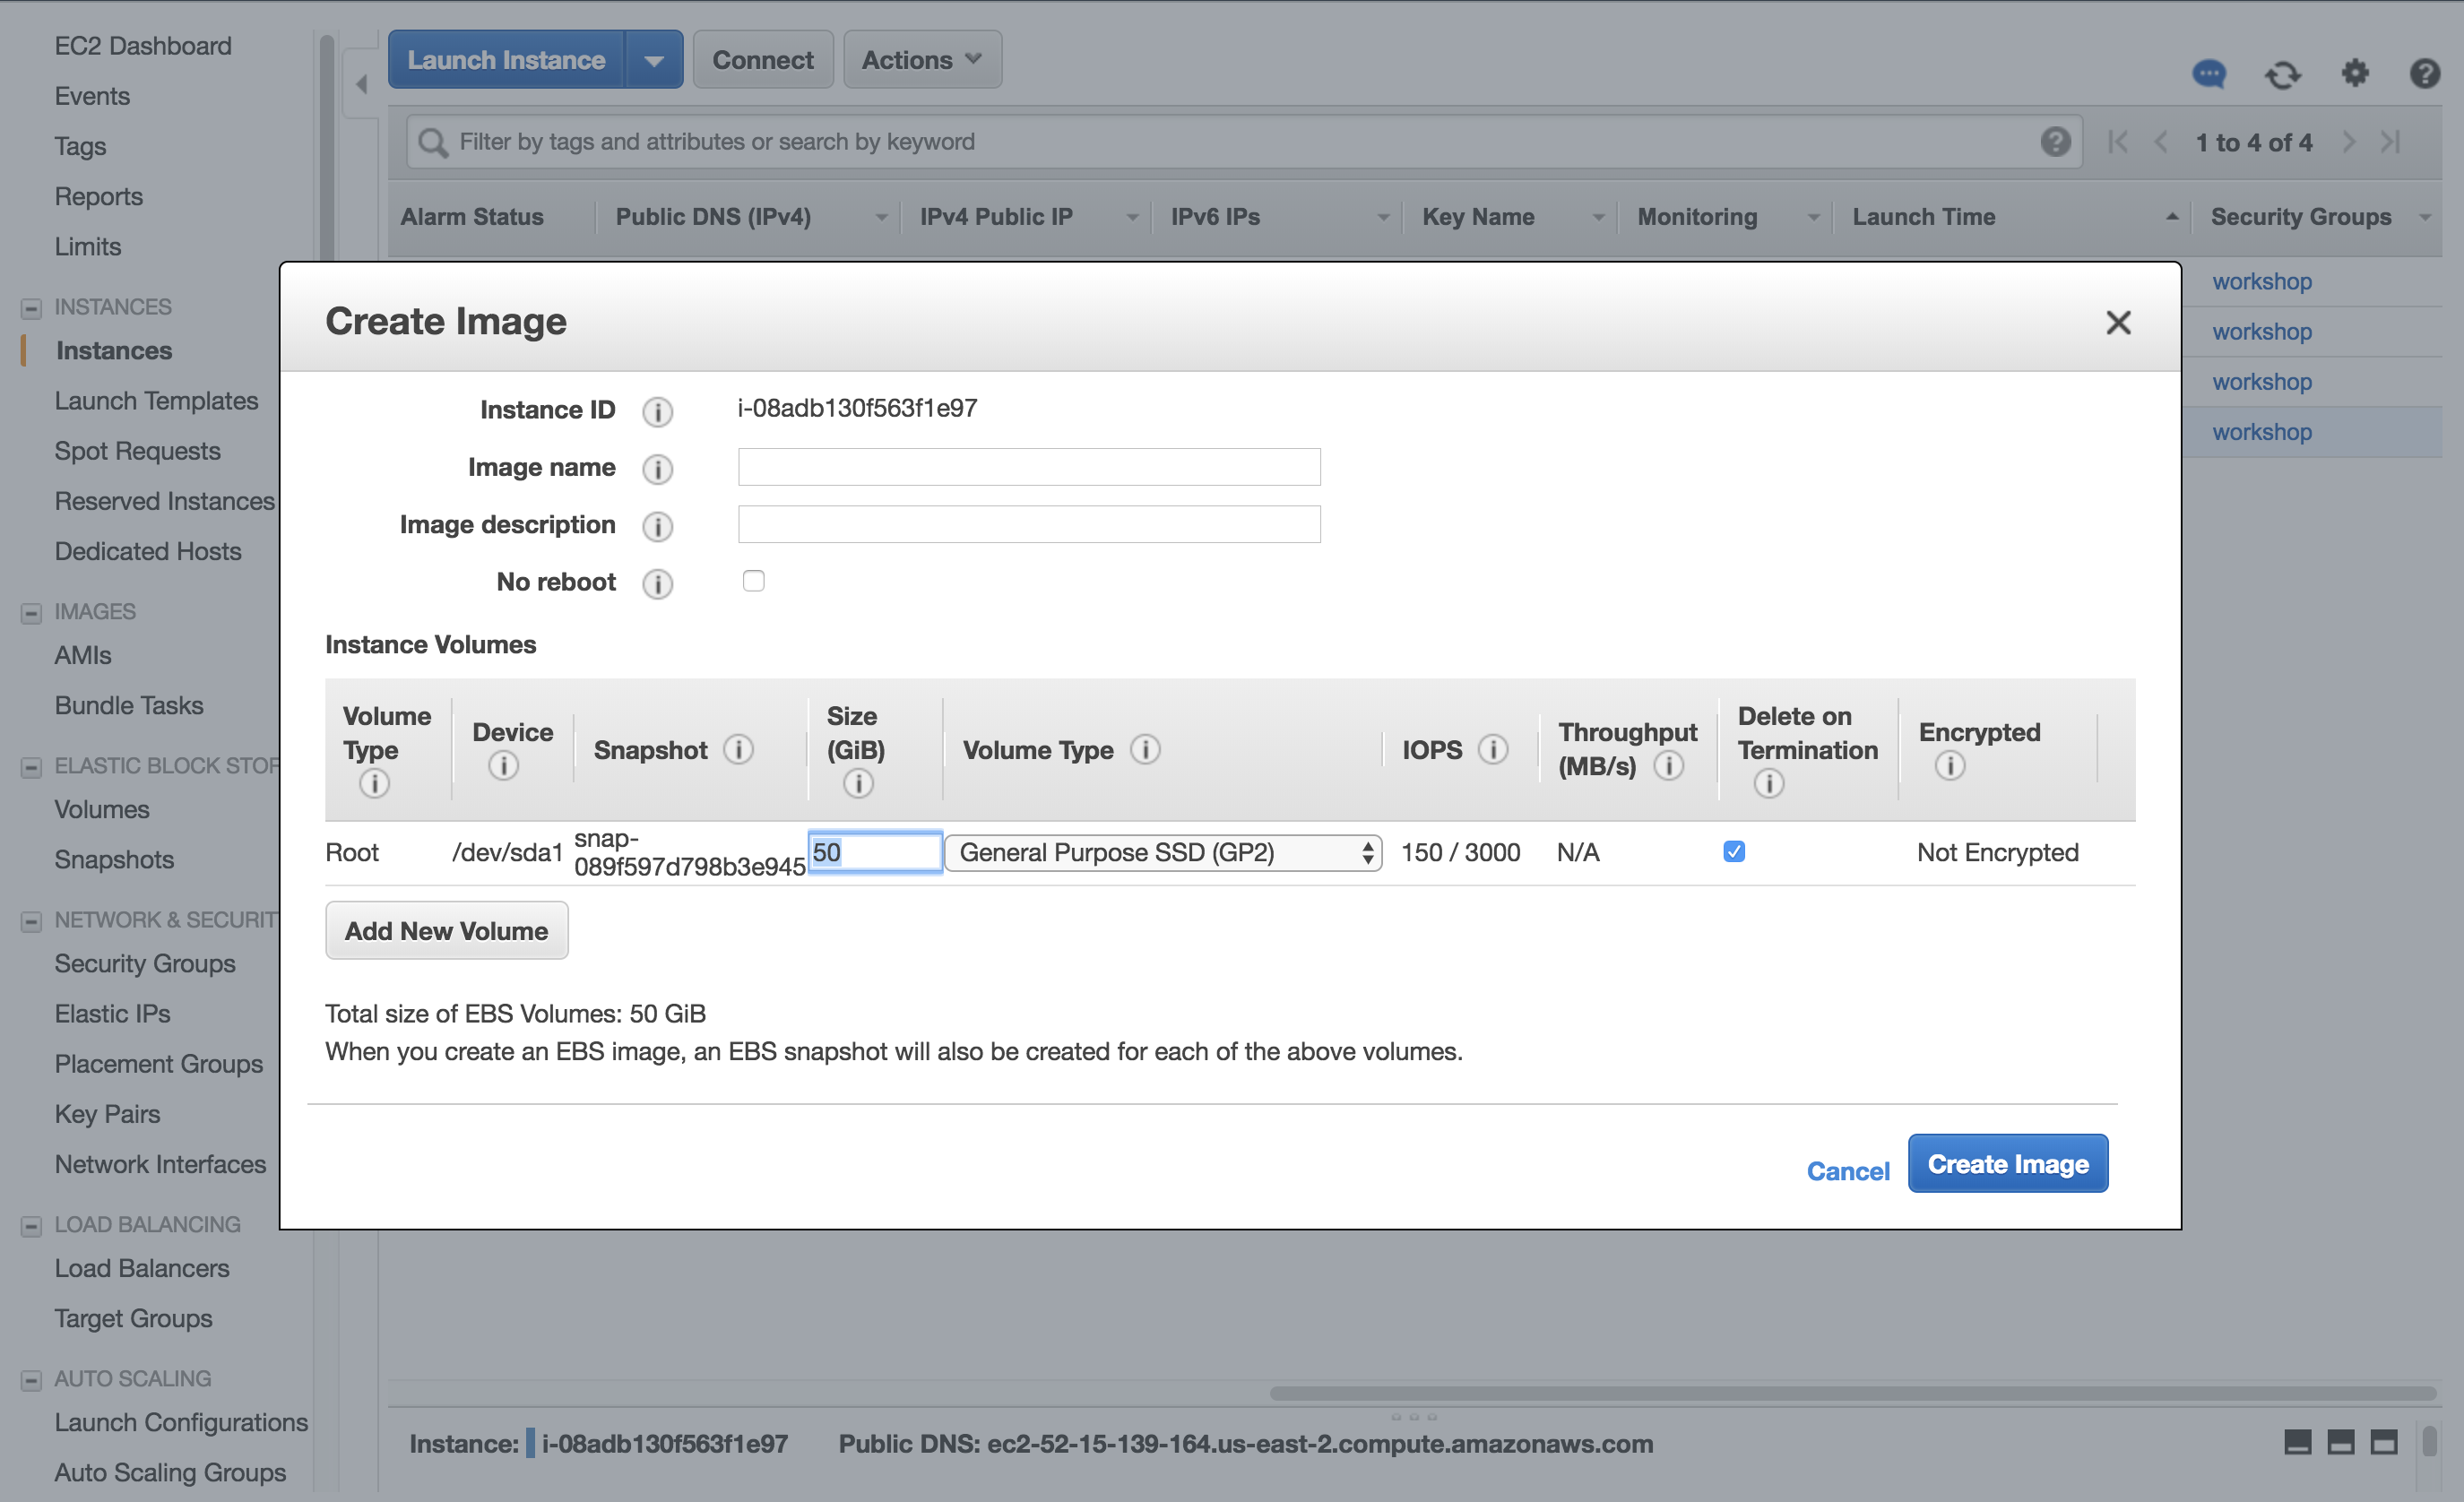 EC2 Dashboard
Events
Tags
Reports
Limits
INSTANCES
Instances
Launch Templates
Spot Requests
Reserved Instances
Dedicated Hosts
IMAGES
AMIs
Bundle Tasks
ELASTIC BLOCK STOR
Volumes
Snapshots
NETWORK & SECURIT
Security Groups
Elastic IPs
Placement Groups
Key Pairs
Network Interfaces
LOAD BALANCING
Load Balancers
Target Groups
AUTO SCALING
Launch Configurations
Auto Scaling Groups
Launch Instance Connect Actions
Filter by tags and attributes or search by keyword 1 to 4 of 4
Alarm Status Public DNS (IPv4) IPv4 Public IP IPv6 IPs Key Name Monitoring Launch Time Security Groups
workshop
workshop
workshop
workshop
Create Image
Instance ID i-08adb130f563f1e97
Image name
Image description
No reboot
Instance Volumes
Volume Type Device Snapshot Size (GiB) Volume Type IOPS Throughput (MB/s) Delete on Termination Encrypted
Root /dev/sda1 snap-089f597d798b3e945 50 General Purpose SSD (GP2) 150 / 3000 N/A Not Encrypted
Add New Volume
Total size of EBS Volumes: 50 GiB
When you create an EBS image, an EBS snapshot will also be created for each of the above volumes.
Cancel Create Image
Instance: i-08adb130f563f1e97 Public DNS: ec2-52-15-139-164.us-east-2.compute.amazonaws.com